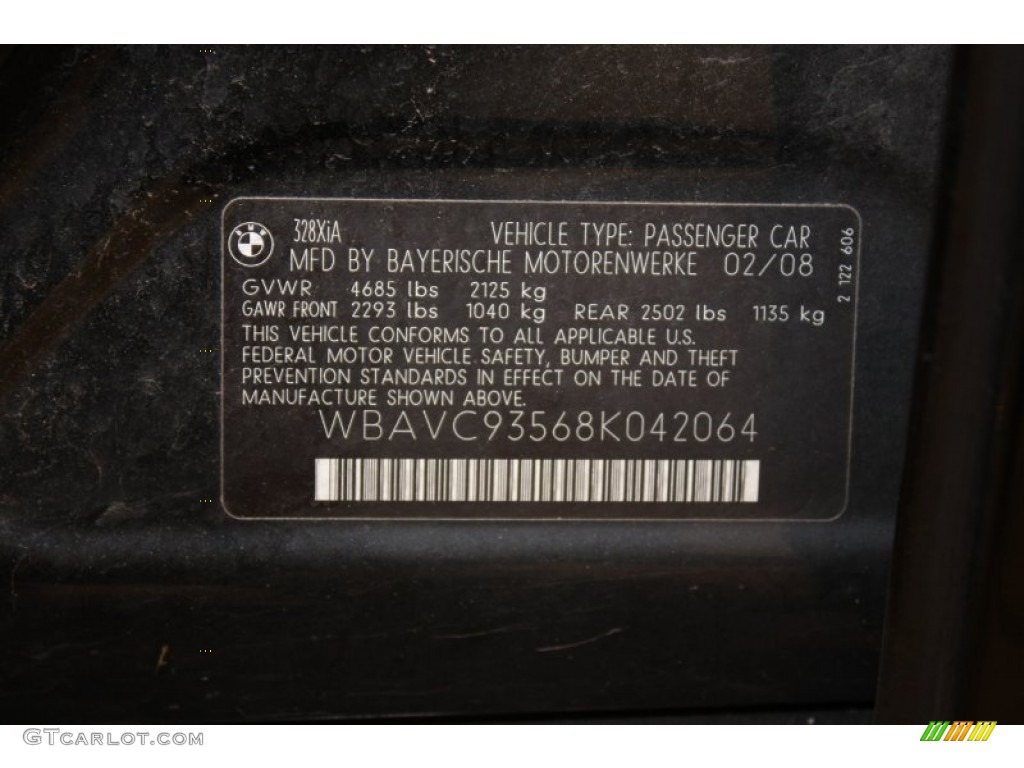 328XiA VEHICLE TYPE: PASSENGER CAR
MFD BY BAYERISCHE MOTORENWERKE 02/08
GVWR 4685 lbs 2125 kg
GAWR FRONT 2293 lbs 1040 kg REAR 2502 lbs 1135 kg
THIS VEHICLE CONFORMS TO ALL APPLICABLE U.S.
FEDERAL MOTOR VEHICLE SAFETY, BUMPER AND THEFT
PREVENTION STANDARDS IN EFFECT ON THE DATE OF
MANUFACTURE SHOWN ABOVE.
WBAVC93568K042064
2 122 606
GTcarlot.com